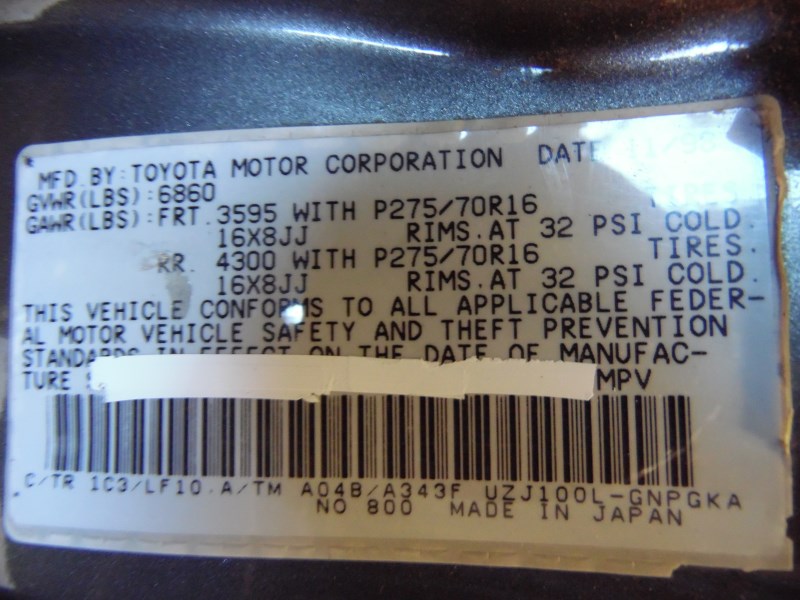 MFD. BY: TOYOTA MOTOR CORPORATION DATE
GVWR(LBS):6860
GAWR(LBS):FRT. 3595 WITH P275/70R16 TIRES.
16X8JJ RIMS.AT 32 PSI COLD.
RR. 4300 WITH P275/70R16 TIRES.
16X8JJ RIMS.AT 32 PSI COLD.
THIS VEHICLE CONFORMS TO ALL APPLICABLE FEDER-
AL MOTOR VEHICLE SAFETY AND THEFT PREVENTION
STANDARDS IN EFFECT ON THE DATE OF MANUFAC-
TURE MPV
C/TR 1C3/LF10.A/TM A04B/A343F UZJ100L-GNPGKA
NO 800 MADE IN JAPAN